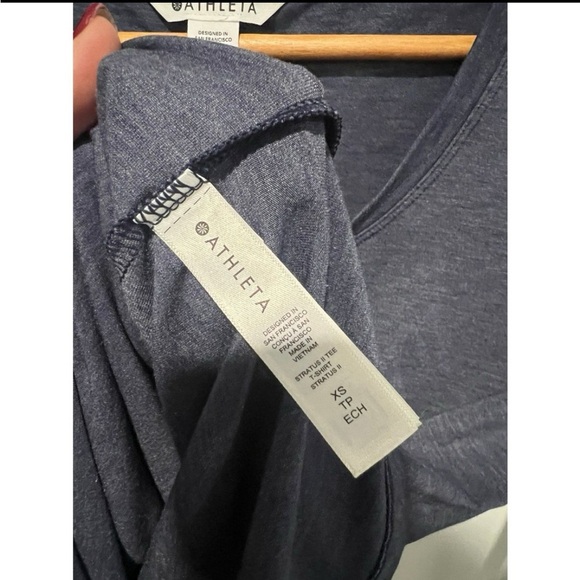 ATHLETA
DESIGNED IN
SAN FRANCISCO
ATHLETA
DESIGNED IN
SAN FRANCISCO
CONÇU À SAN
FRANCISCO
MADE IN
VIETNAM
STRATUS II TEE
T-SHIRT
STRATUS II
XS
TP
ECH